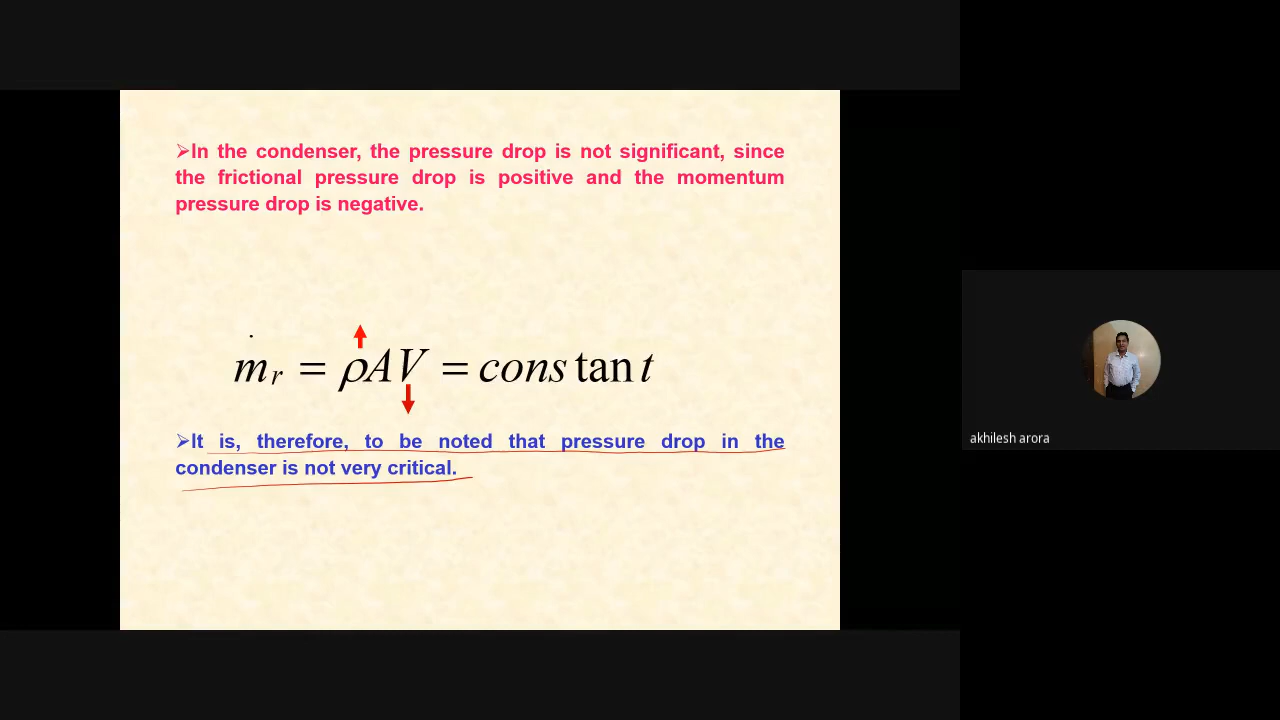 ➢In the condenser, the pressure drop is not significant, since
the frictional pressure drop is positive and the momentum
pressure drop is negative.
ṁr = ρAV = cons tan t
➢It is, therefore, to be noted that pressure drop in the
condenser is not very critical.
akhilesh arora